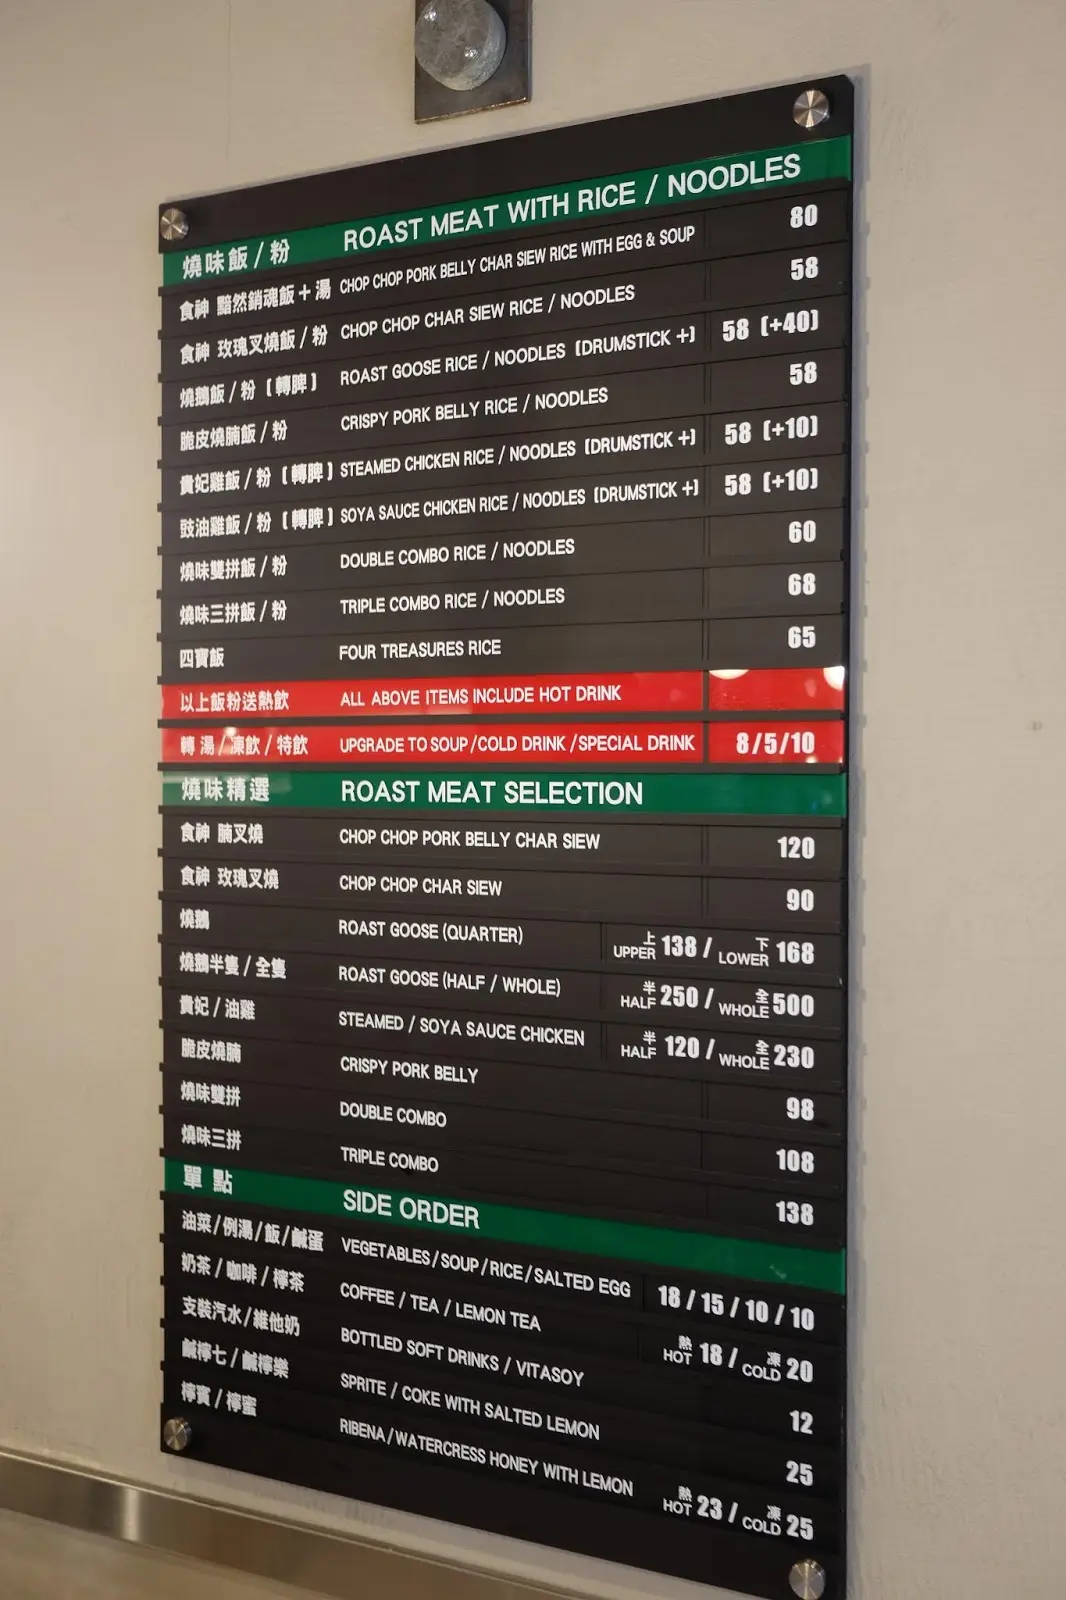 燒味飯 / 粉 ROAST MEAT WITH RICE / NOODLES
食神 黯然銷魂飯＋湯 CHOP CHOP PORK BELLY CHAR SIEW RICE WITH EGG & SOUP 80
食神 玫瑰叉燒飯 / 粉 CHOP CHOP CHAR SIEW RICE / NOODLES 58
燒鵝飯 / 粉 (轉脾) ROAST GOOSE RICE / NOODLES (DRUMSTICK +) 58 (+40)
脆皮燒腩飯 / 粉 CRISPY PORK BELLY RICE / NOODLES 58
貴妃雞飯 / 粉 (轉脾) STEAMED CHICKEN RICE / NOODLES (DRUMSTICK +) 58 (+10)
豉油雞飯 / 粉 (轉脾) SOYA SAUCE CHICKEN RICE / NOODLES (DRUMSTICK +) 58 (+10)
燒味雙拼飯 / 粉 DOUBLE COMBO RICE / NOODLES 60
燒味三拼飯 / 粉 TRIPLE COMBO RICE / NOODLES 68
四寶飯 FOUR TREASURES RICE 65
以上飯粉送熱飲 ALL ABOVE ITEMS INCLUDE HOT DRINK
轉 湯 / 凍飲 / 特飲 UPGRADE TO SOUP / COLD DRINK / SPECIAL DRINK 8/5/10
燒味精選 ROAST MEAT SELECTION
食神 腩叉燒 CHOP CHOP PORK BELLY CHAR SIEW 120
食神 玫瑰叉燒 CHOP CHOP CHAR SIEW 90
燒鵝 ROAST GOOSE (QUARTER) 上 UPPER 138 / 下 LOWER 168
燒鵝半隻 / 全隻 ROAST GOOSE (HALF / WHOLE) 半 HALF 250 / 全 WHOLE 500
貴妃 / 油雞 STEAMED / SOYA SAUCE CHICKEN 半 HALF 120 / 全 WHOLE 230
脆皮燒腩 CRISPY PORK BELLY 98
燒味雙拼 DOUBLE COMBO 108
燒味三拼 TRIPLE COMBO 138
單 點 SIDE ORDER
油菜/例湯/飯/鹹蛋 VEGETABLES / SOUP / RICE / SALTED EGG 18 / 15 / 10 / 10
奶茶 / 咖啡 / 檸茶 COFFEE / TEA / LEMON TEA 熱 HOT 18 / 凍 COLD 20
支裝汽水/維他奶 BOTTLED SOFT DRINKS / VITASOY 12
鹹檸七 / 鹹檸樂 SPRITE / COKE WITH SALTED LEMON 25
檸賓 / 檸蜜 RIBENA / WATERCRESS HONEY WITH LEMON 熱 HOT 23 / 凍 COLD 25